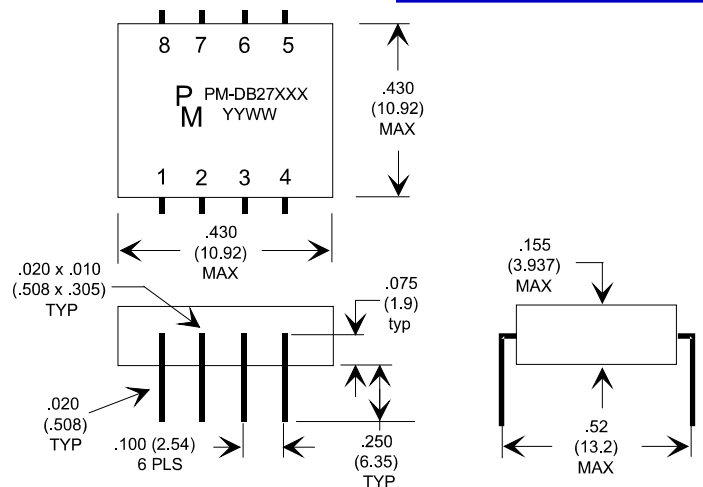 8 7 6 5
P M PM-DB27XXX
YYWW
1 2 3 4
.430
(10.92)
MAX
.430
(10.92)
MAX
.020 x .010
(.508 x .305)
TYP
.075
(1.9)
typ
.155
(3.937)
MAX
.020
(.508)
TYP
.100 (2.54)
6 PLS
.250
(6.35)
TYP
.52
(13.2)
MAX